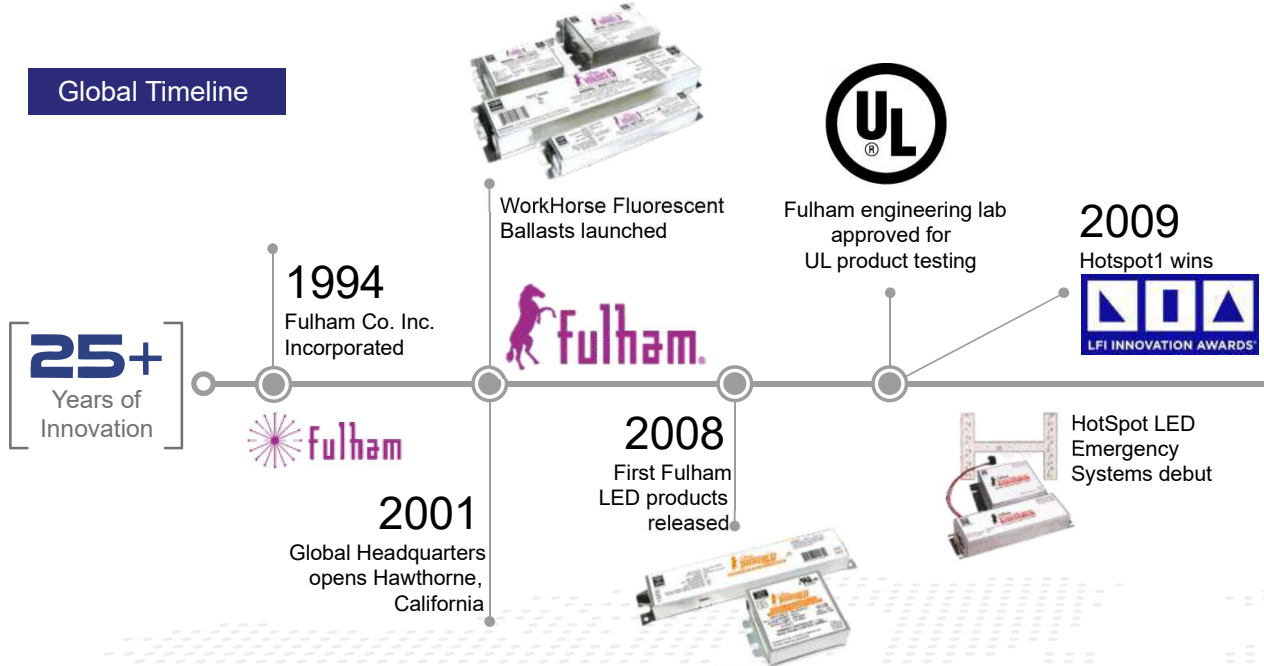 Global Timeline
25+
Years of
Innovation
1994
Fulham Co. Inc.
Incorporated
fulham
WorkHorse Fluorescent
Ballasts launched
fulham®
2001
Global Headquarters
opens Hawthorne,
California
2008
First Fulham
LED products
released
UL
®
Fulham engineering lab
approved for
UL product testing
2009
Hotspot1 wins
LFI INNOVATION AWARDS®
HotSpot LED
Emergency
Systems debut